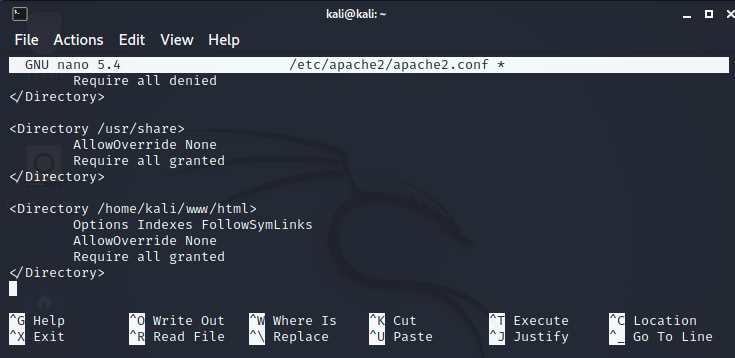 kali@kali: ~
File Actions Edit View Help
GNU nano 5.4 /etc/apache2/apache2.conf *
Require all denied
</Directory>
<Directory /usr/share>
AllowOverride None
Require all granted
</Directory>
<Directory /home/kali/www/html>
Options Indexes FollowSymLinks
AllowOverride None
Require all granted
</Directory>
^G Help ^O Write Out ^W Where Is ^K Cut ^T Execute ^C Location
^X Exit ^R Read File ^\ Replace ^U Paste ^J Justify ^_ Go To Line